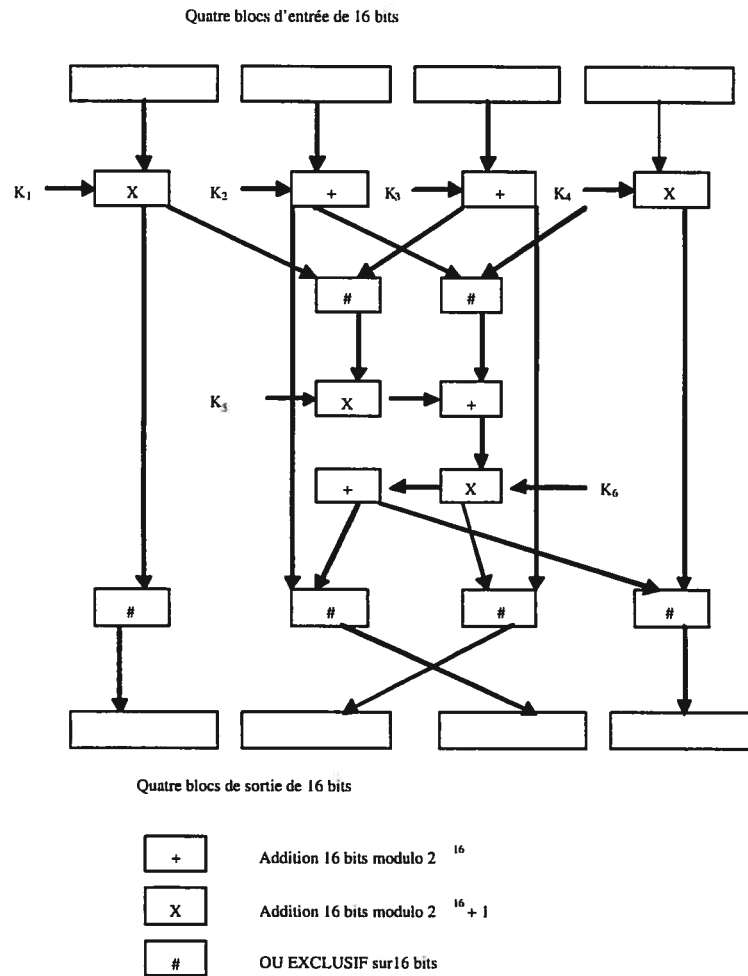 Quatre blocs d'entrée de 16 bits
K1 X K2 + K3 + K4 X
# #
K5 X +
+ X K6
# # # #
Quatre blocs de sortie de 16 bits
+ Addition 16 bits modulo 2 16
X Addition 16 bits modulo 2 16 + 1
# OU EXCLUSIF sur16 bits